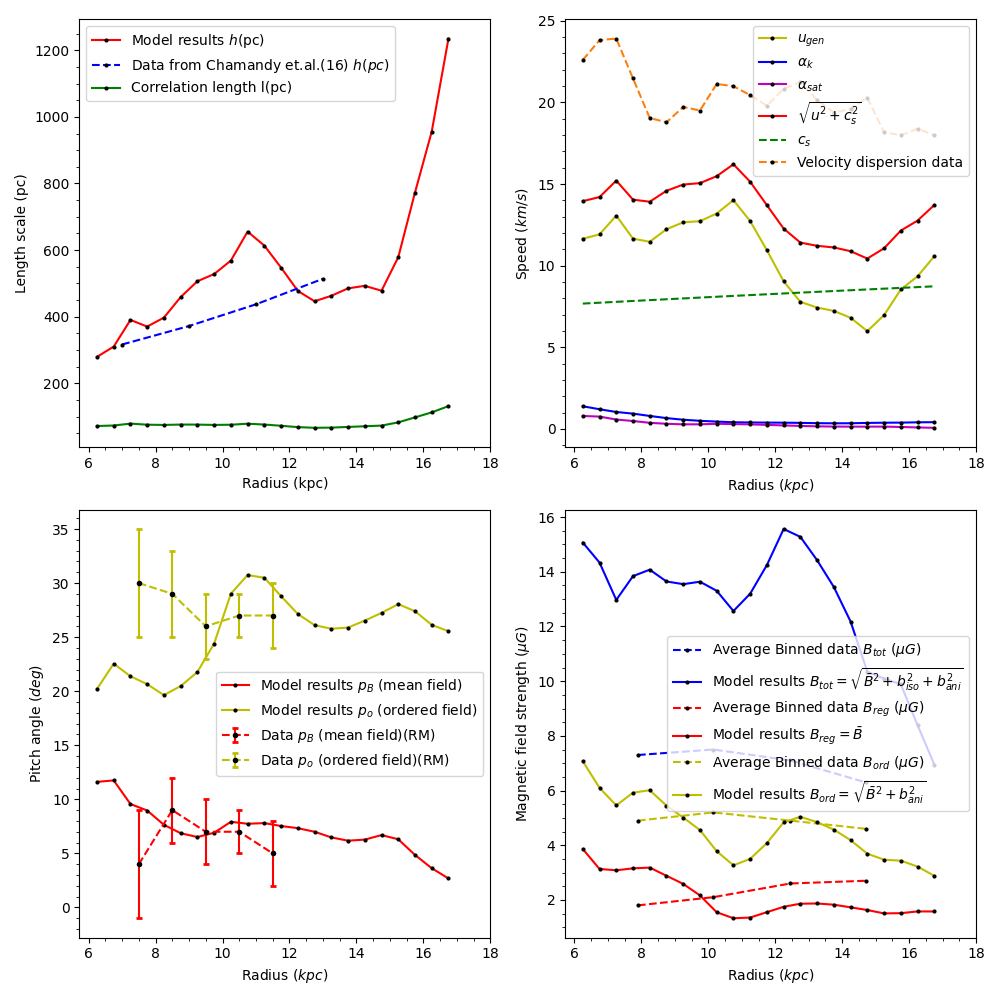 Model results h(pc)
Data from Chamandy et.al.(16) h(pc)
Correlation length l(pc)
Length scale (pc)
1200
1000
800
600
400
200
6 8 10 12 14 16 18
Radius (kpc)
u_gen
α_k
α_sat
√u² + c_s²
c_s
Velocity dispersion data
Speed (km/s)
25
20
15
10
5
0
6 8 10 12 14 16 18
Radius (kpc)
Model results p_B (mean field)
Model results p_o (ordered field)
Data p_B (mean field)(RM)
Data p_o (ordered field)(RM)
Pitch angle (deg)
35
30
25
20
15
10
5
0
6 8 10 12 14 16 18
Radius (kpc)
Average Binned data B_tot (μG)
Model results B_tot = √B̄² + b²_iso + b²_ani
Average Binned data B_reg (μG)
Model results B_reg = B̄
Average Binned data B_ord (μG)
Model results B_ord = √B̄² + b²_ani
Magnetic field strength (μG)
16
14
12
10
8
6
4
2
6 8 10 12 14 16 18
Radius (kpc)